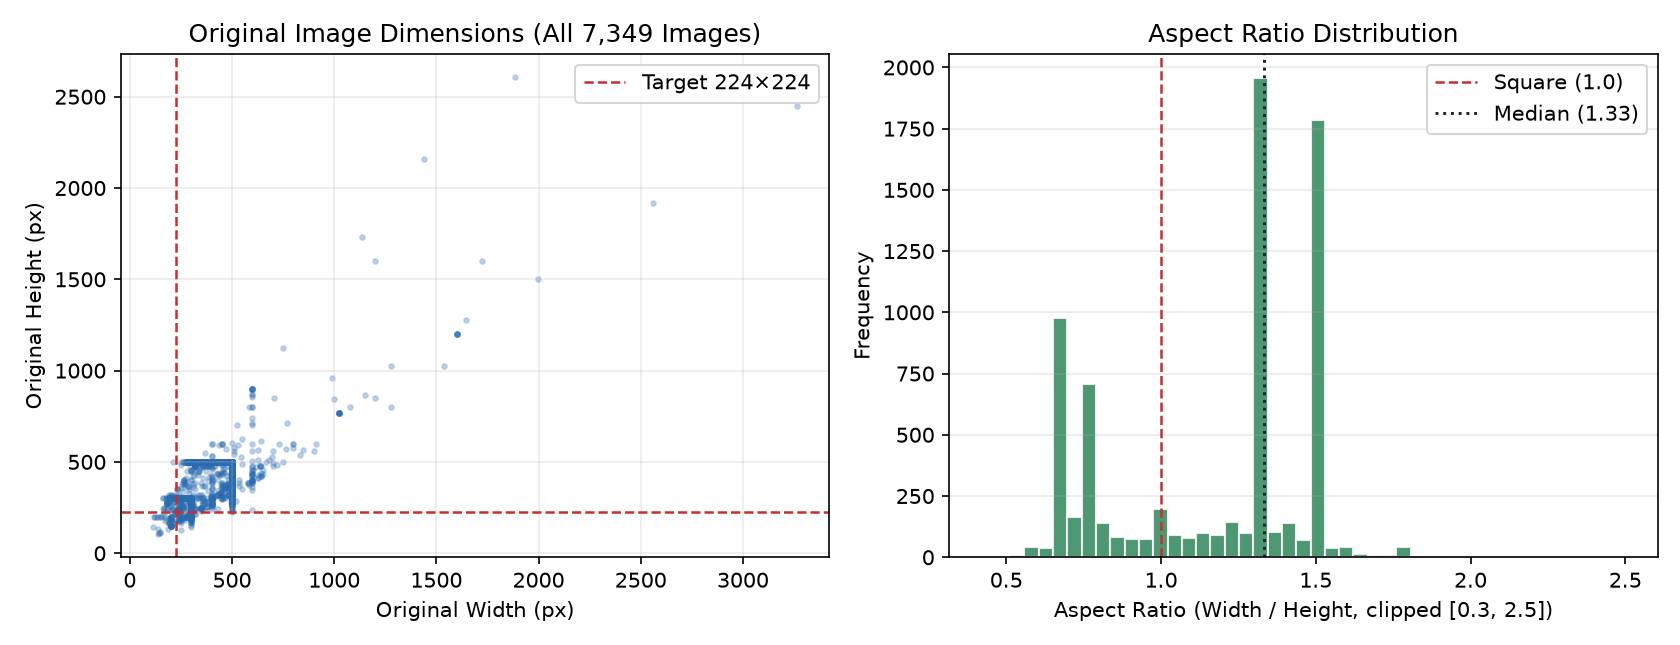 Original Image Dimensions (All 7,349 Images)
Target 224×224
2500
2000
1500
1000
500
0
Original Height (px)
0 500 1000 1500 2000 2500 3000
Original Width (px)
Aspect Ratio Distribution
Square (1.0)
Median (1.33)
2000
1750
1500
1250
1000
750
500
250
0
Frequency
0.5 1.0 1.5 2.0 2.5
Aspect Ratio (Width / Height, clipped [0.3, 2.5])